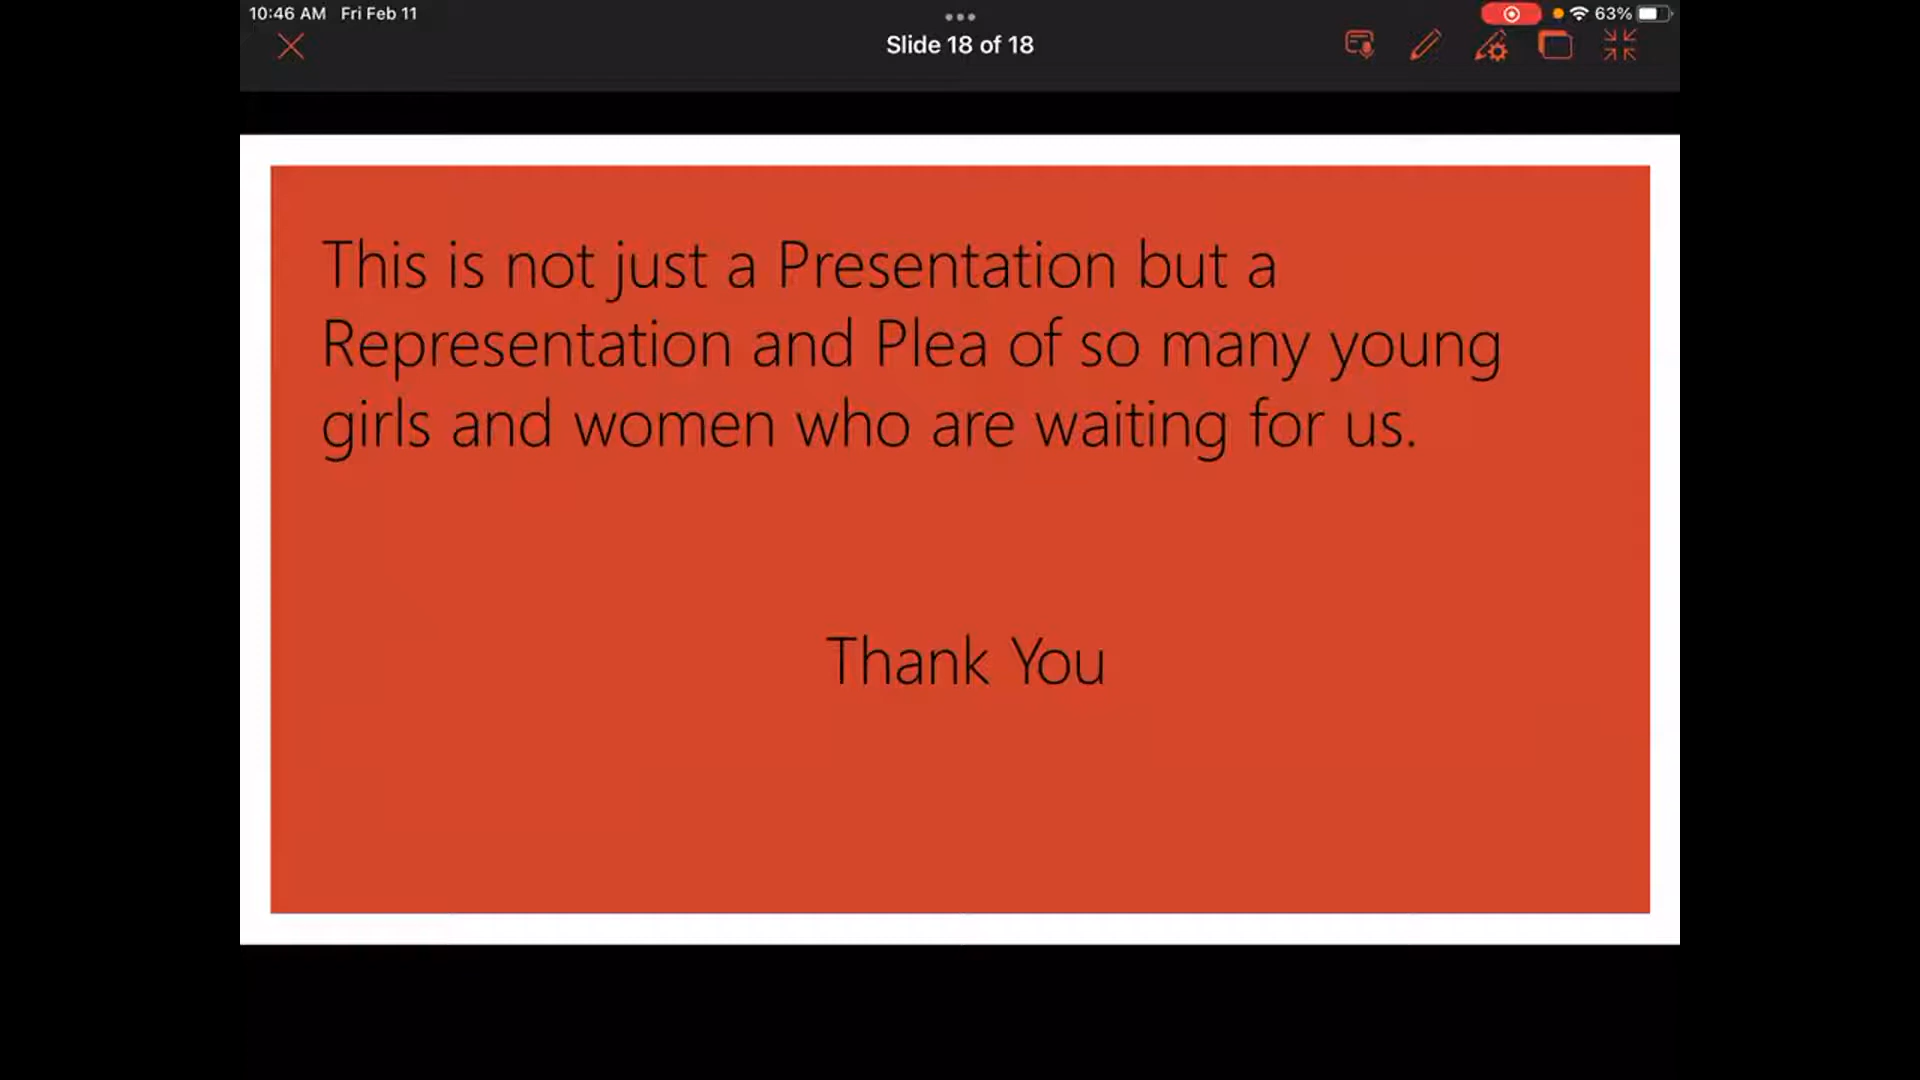 10:46 AM Fri Feb 11
63%
Slide 18 of 18
This is not just a Presentation but a
Representation and Plea of so many young
girls and women who are waiting for us.
Thank You